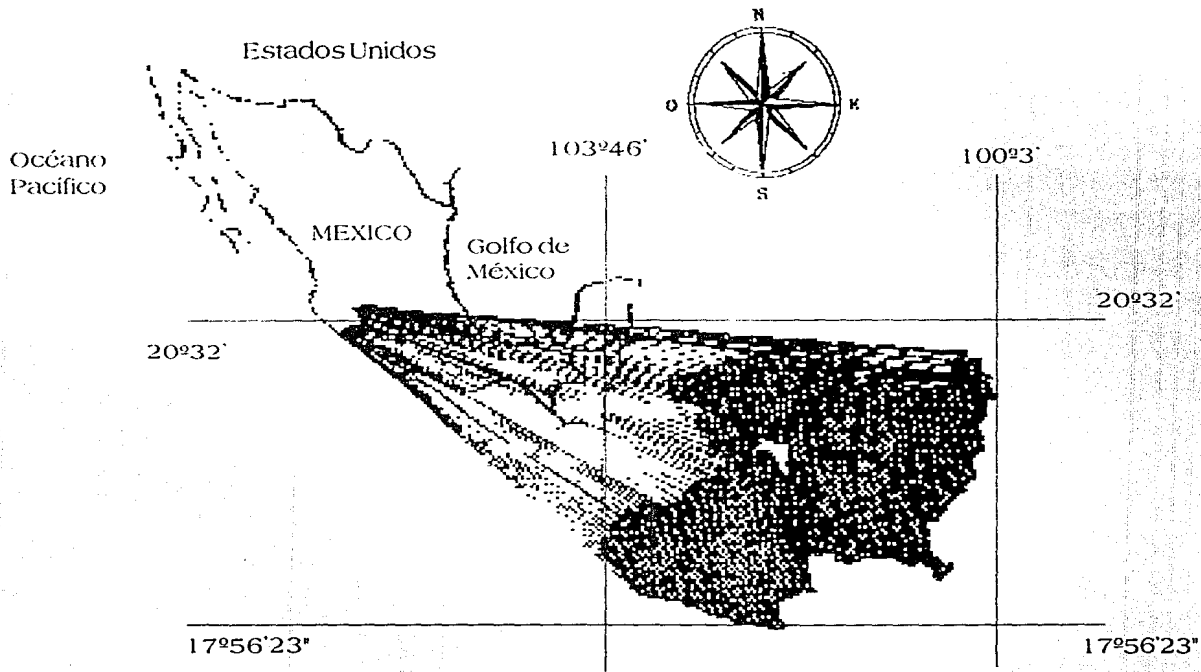 N
Estados Unidos
O
E
103º46'
100º3'
Océano
Pacífico
S
MEXICO
Golfo de
México
20º32'
20º32'
17º56'23"
17º56'23"